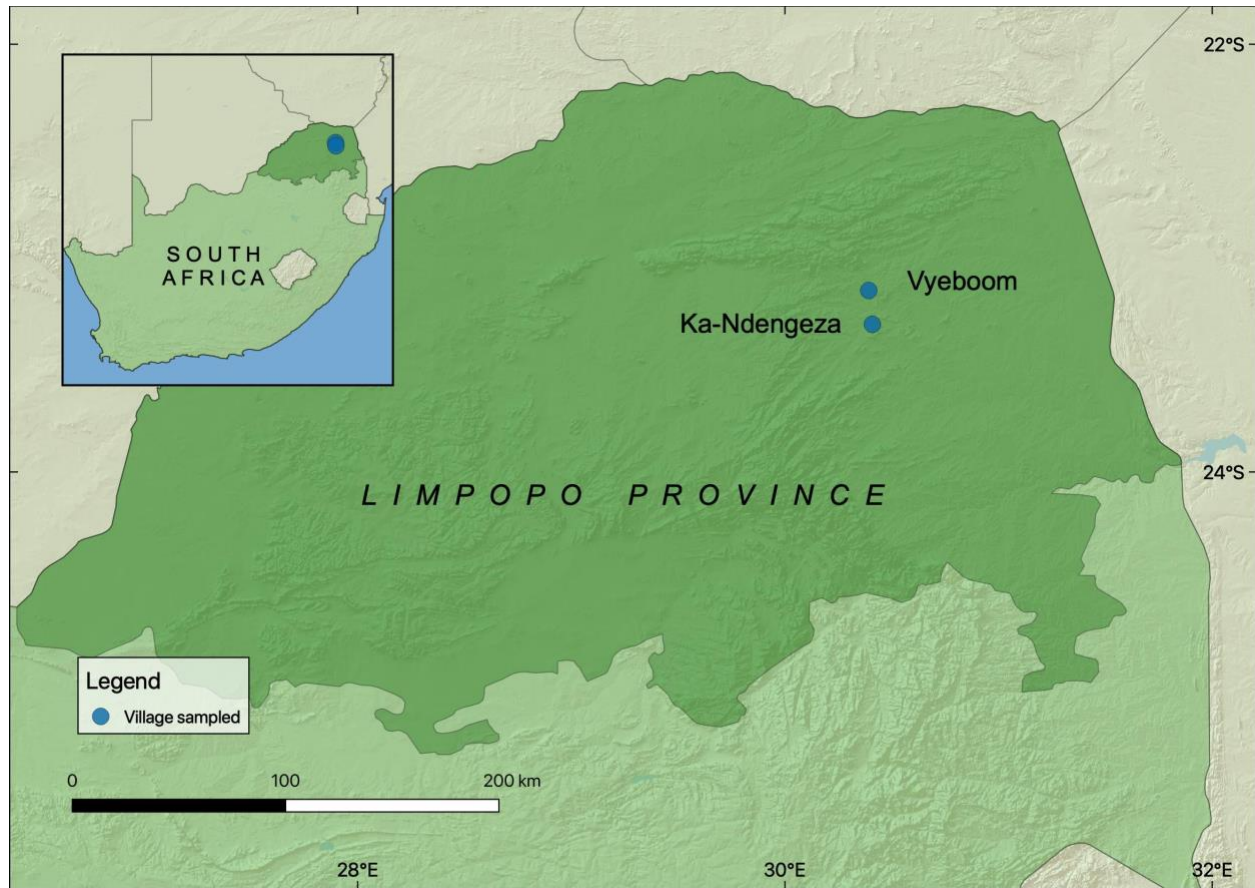 22°S
SOUTH
AFRICA
Vyeboom
Ka-Ndengeza
24°S
LIMPOPO PROVINCE
Legend
Village sampled
0 100 200 km
28°E 30°E 32°E